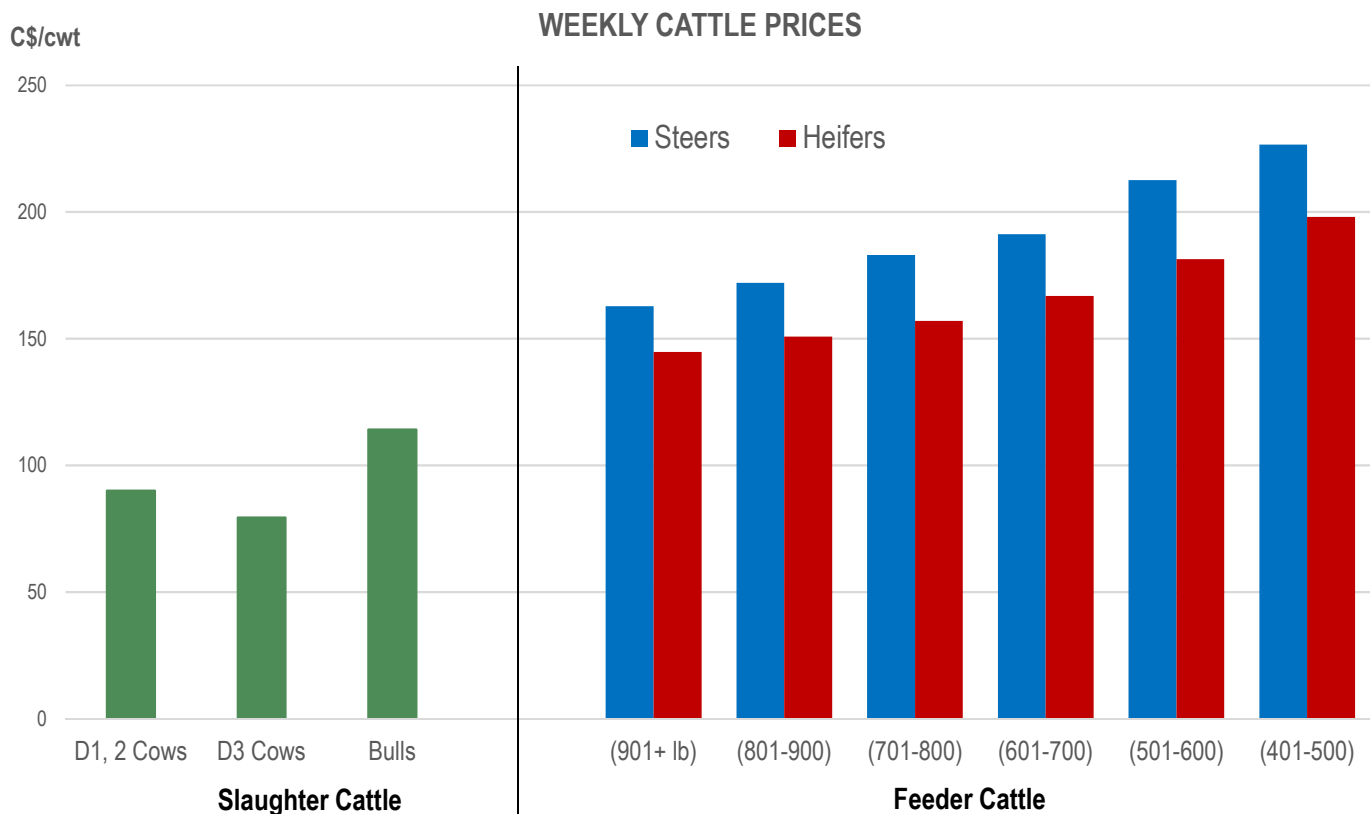 WEEKLY CATTLE PRICES
C$/cwt
250
200
150
100
50
0
Steers Heifers
D1, 2 Cows D3 Cows Bulls (901+ lb) (801-900) (701-800) (601-700) (501-600) (401-500)
Slaughter Cattle Feeder Cattle